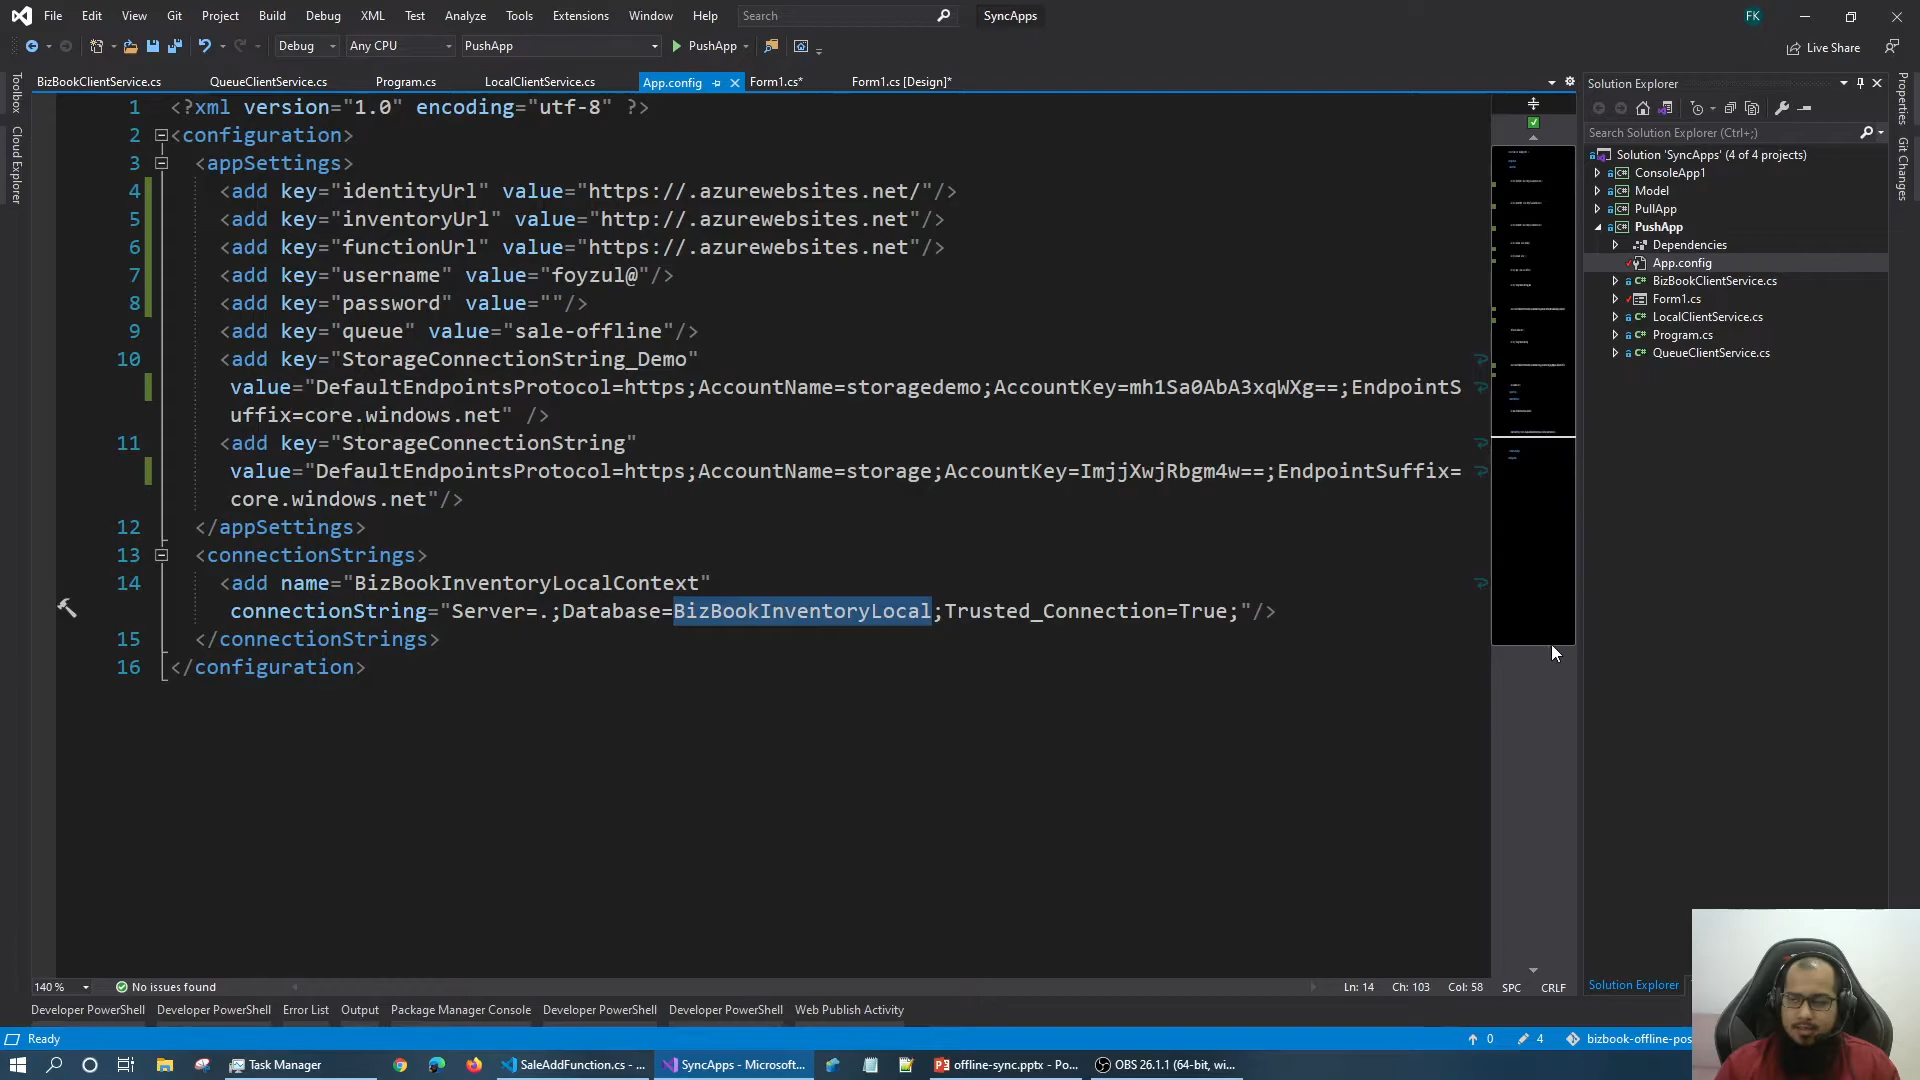 File Edit View Git Project Build Debug XML Test Analyze Tools Extensions Window Help Search SyncApps FK
Debug Any CPU PushApp PushApp Live Share
BizBookClientService.cs QueueClientService.cs Program.cs LocalClientService.cs App.config Form1.cs* Form1.cs [Design]*
Toolbox
Cloud Explorer
1 <?xml version="1.0" encoding="utf-8" ?>
2 <configuration>
3 <appSettings>
4 <add key="identityUrl" value="https://.azurewebsites.net/"/>
5 <add key="inventoryUrl" value="http://.azurewebsites.net"/>
6 <add key="functionUrl" value="https://.azurewebsites.net"/>
7 <add key="username" value="foyzul@"/>
8 <add key="password" value=""/>
9 <add key="queue" value="sale-offline"/>
10 <add key="StorageConnectionString_Demo"
value="DefaultEndpointsProtocol=https;AccountName=storagedemo;AccountKey=mh1Sa0AbA3xqWXg==;EndpointS
uffix=core.windows.net" />
11 <add key="StorageConnectionString"
value="DefaultEndpointsProtocol=https;AccountName=storage;AccountKey=ImjjXwjRbgm4w==;EndpointSuffix=
core.windows.net"/>
12 </appSettings>
13 <connectionStrings>
14 <add name="BizBookInventoryLocalContext"
connectionString="Server=.;Database=BizBookInventoryLocal;Trusted_Connection=True;"/>
15 </connectionStrings>
16 </configuration>
Solution Explorer
Search Solution Explorer (Ctrl+;)
Solution 'SyncApps' (4 of 4 projects)
ConsoleApp1
Model
PullApp
PushApp
Dependencies
App.config
BizBookClientService.cs
Form1.cs
LocalClientService.cs
Program.cs
QueueClientService.cs
Properties
Git Changes
Solution Explorer
140 % No issues found Ln: 14 Ch: 103 Col: 58 SPC CRLF
Developer PowerShell Developer PowerShell Error List Output Package Manager Console Developer PowerShell Developer PowerShell Web Publish Activity
Ready 0 4 bizbook-offline-pos
Task Manager SaleAddFunction.cs - ... SyncApps - Microsoft... offline-sync.pptx - Po... OBS 26.1.1 (64-bit, wi...